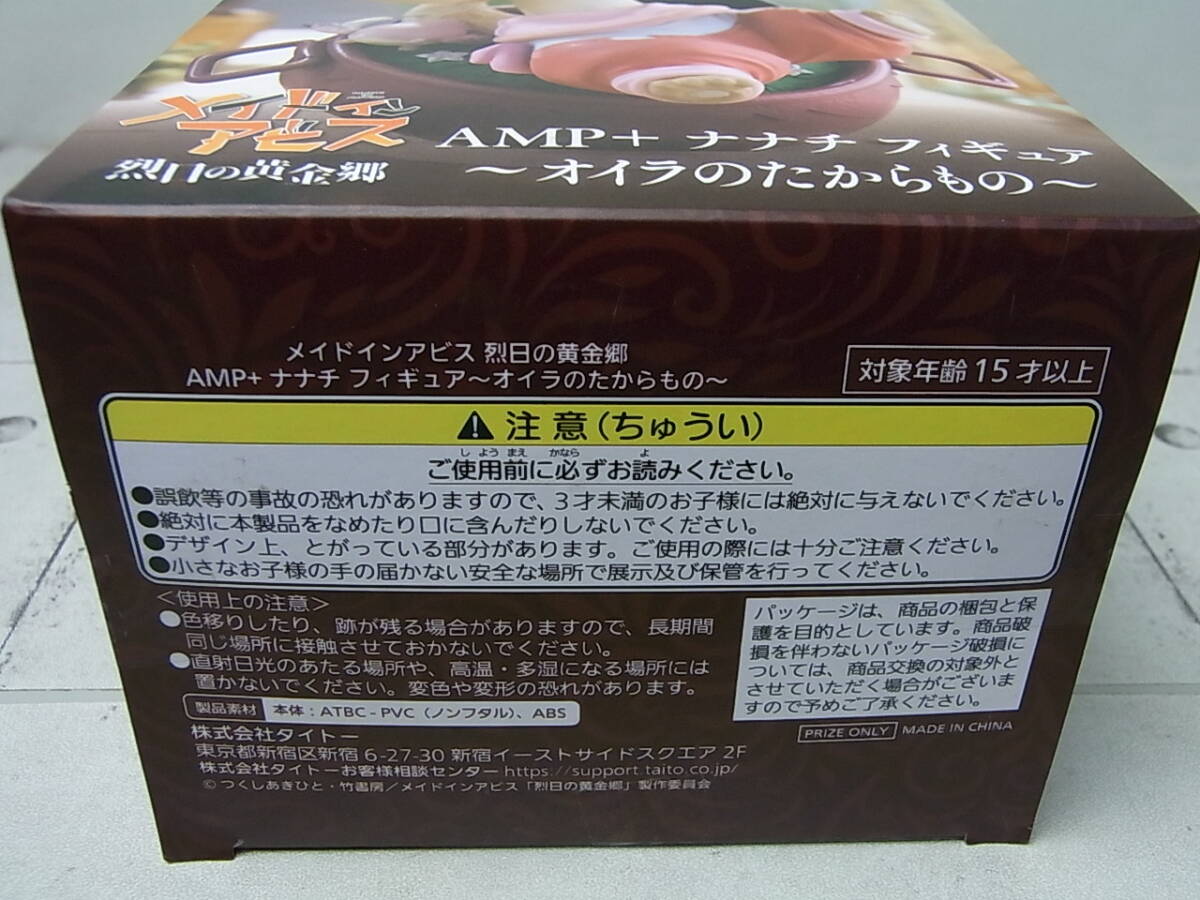 メイドインアビス
烈日の黄金郷
AMP+ ナナチ フィギュア
～オイラのたからもの～
メイドインアビス 烈日の黄金郷
AMP+ ナナチ フィギュア～オイラのたからもの～
対象年齢 15 才以上
⚠ 注 意（ちゅうい）
しようまえ かなら よ
ご使用前に必ずお読みください。
●誤飲等の事故の恐れがありますので、3才未満のお子様には絶対に与えないでください。
●絶対に本製品をなめたり口に含んだりしないでください。
●デザイン上、とがっている部分があります。ご使用の際には十分ご注意ください。
●小さなお子様の手の届かない安全な場所で展示及び保管を行ってください。
＜使用上の注意＞
●色移りしたり、跡が残る場合がありますので、長期間
同じ場所に接触させておかないでください。
●直射日光のあたる場所や、高温・多湿になる場所には
置かないでください。変色や変形の恐れがあります。
製品素材 本体：ATBC-PVC（ノンフタル）、ABS
株式会社タイトー
東京都新宿区新宿 6-27-30 新宿イーストサイドスクエア 2F
株式会社タイトーお客様相談センター https://support.taito.co.jp/
©つくしあきひと・竹書房／メイドインアビス「烈日の黄金郷」製作委員会
パッケージは、商品の梱包と保
護を目的としています。商品破
損を伴わないパッケージ破損に
ついては、商品交換の対象外と
させていただく場合がございま
すので予めご了承ください。
PRIZE ONLY MADE IN CHINA